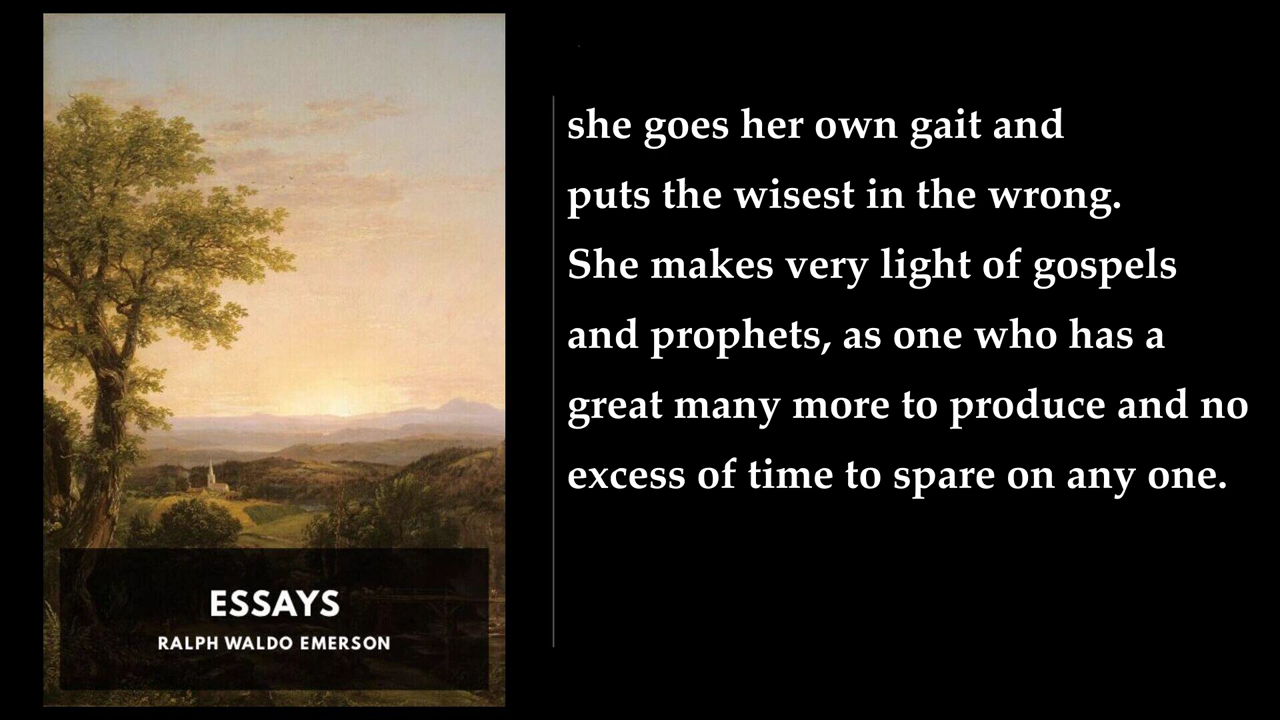 ESSAYS
RALPH WALDO EMERSON
she goes her own gait and
puts the wisest in the wrong.
She makes very light of gospels
and prophets, as one who has a
great many more to produce and no
excess of time to spare on any one.